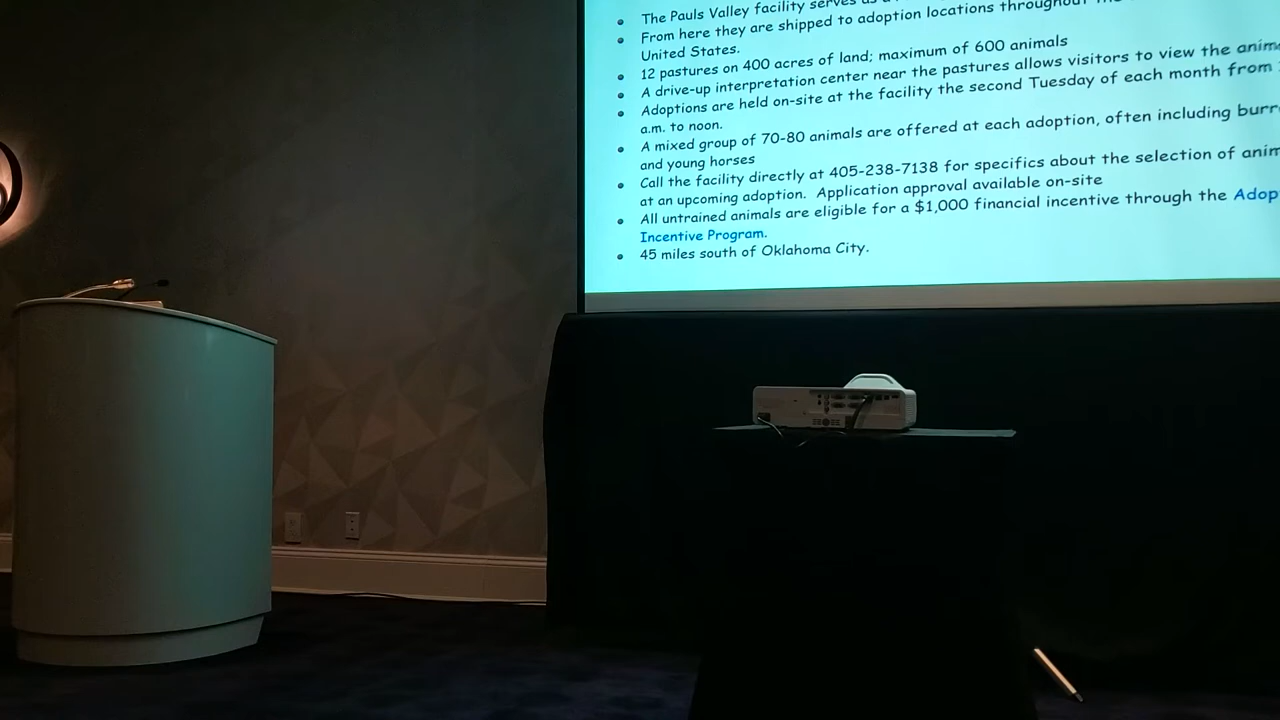 The Pauls Valley facility serves as a
From here they are shipped to adoption locations throughout the
United States.
12 pastures on 400 acres of land; maximum of 600 animals
A drive-up interpretation center near the pastures allows visitors to view the
Adoptions are held on-site at the facility the second Tuesday of each month from
a.m. to noon.
A mixed group of 70-80 animals are offered at each adoption, often including
and young horses
Call the facility directly at 405-238-7138 for specifics about the selection of
at an upcoming adoption. Application approval available on-site
All untrained animals are eligible for a $1,000 financial incentive through the Adop
Incentive Program.
45 miles south of Oklahoma City.